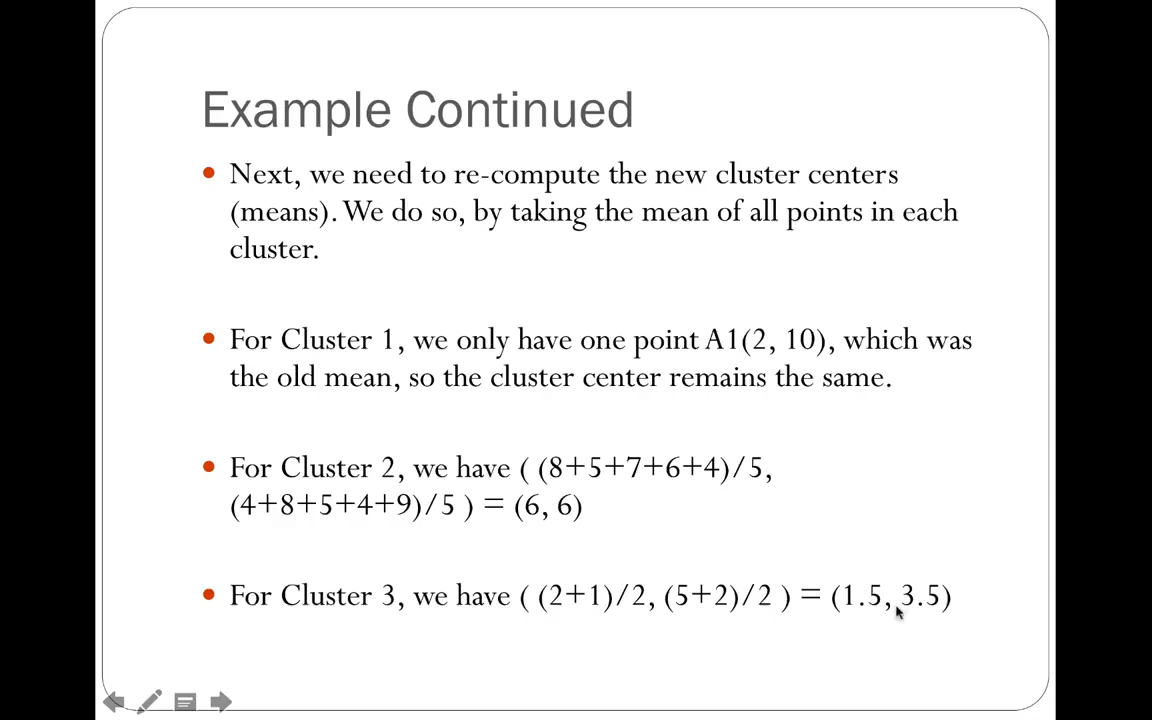 Example Continued
• Next, we need to re-compute the new cluster centers
(means). We do so, by taking the mean of all points in each
cluster.
• For Cluster 1, we only have one point A1(2, 10), which was
the old mean, so the cluster center remains the same.
• For Cluster 2, we have ( (8+5+7+6+4)/5,
(4+8+5+4+9)/5 ) = (6, 6)
• For Cluster 3, we have ( (2+1)/2, (5+2)/2 ) = (1.5, 3.5)